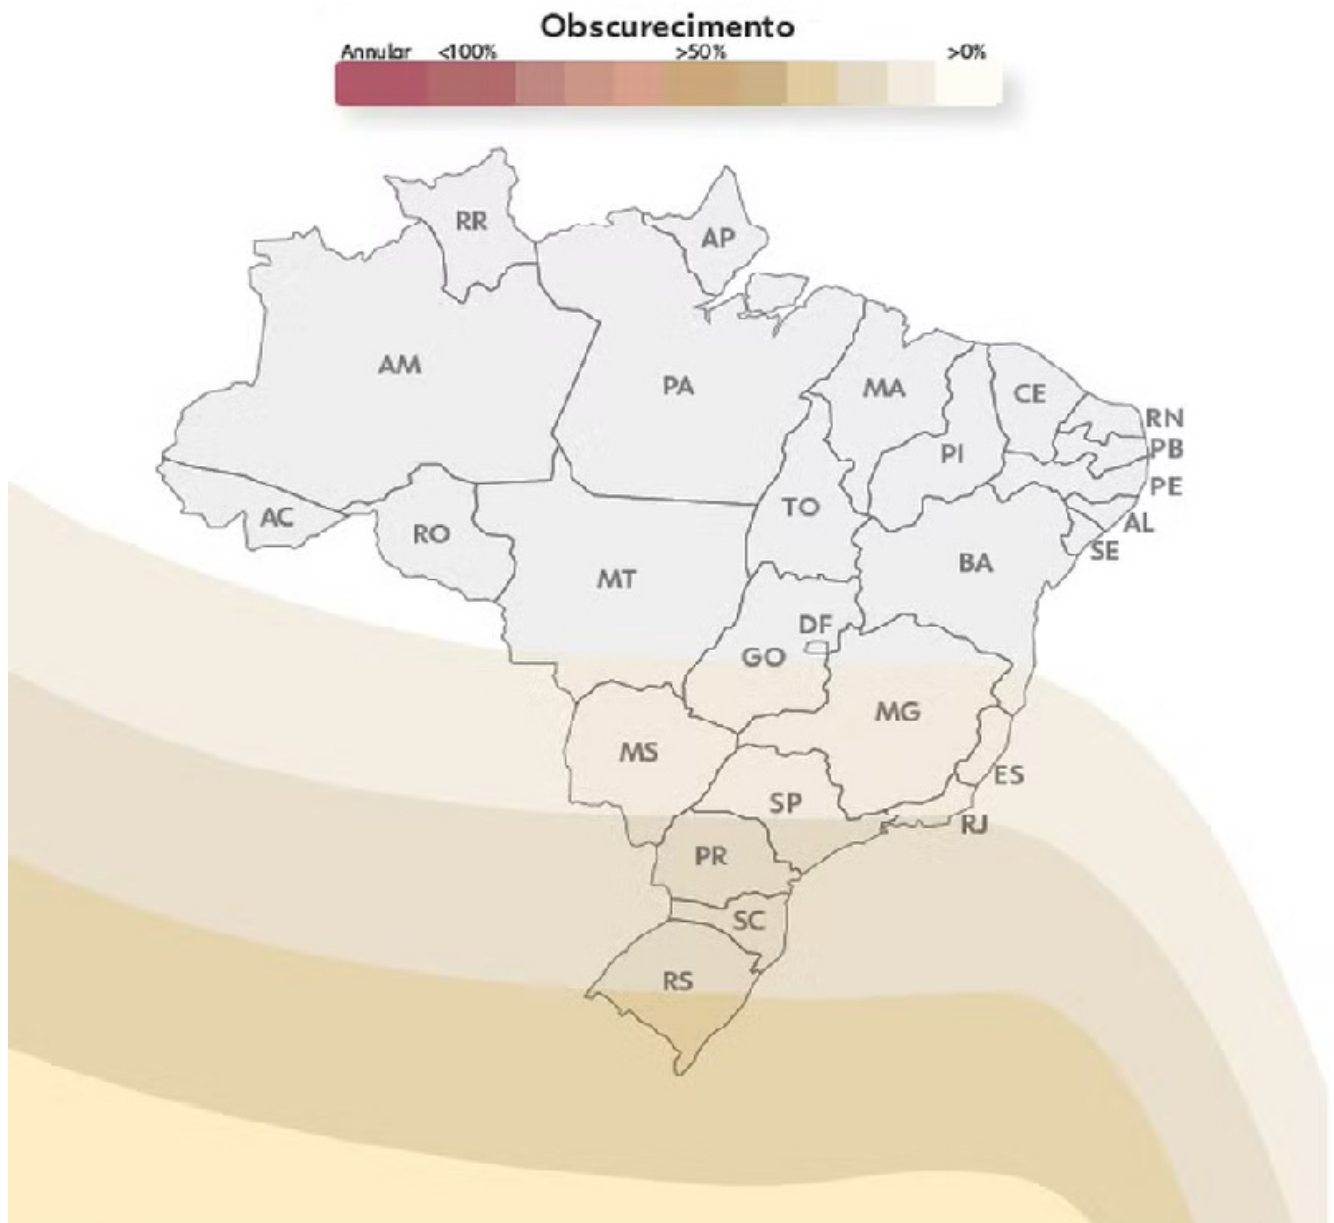 Obscurecimento
Annular <100% >50% >0%
RR
AP
AM
PA
MA
CE
RN
PB
PI
PE
TO
AC
RO
AL
SE
BA
MT
DF
GO
MG
MS
ES
SP
RJ
PR
SC
RS